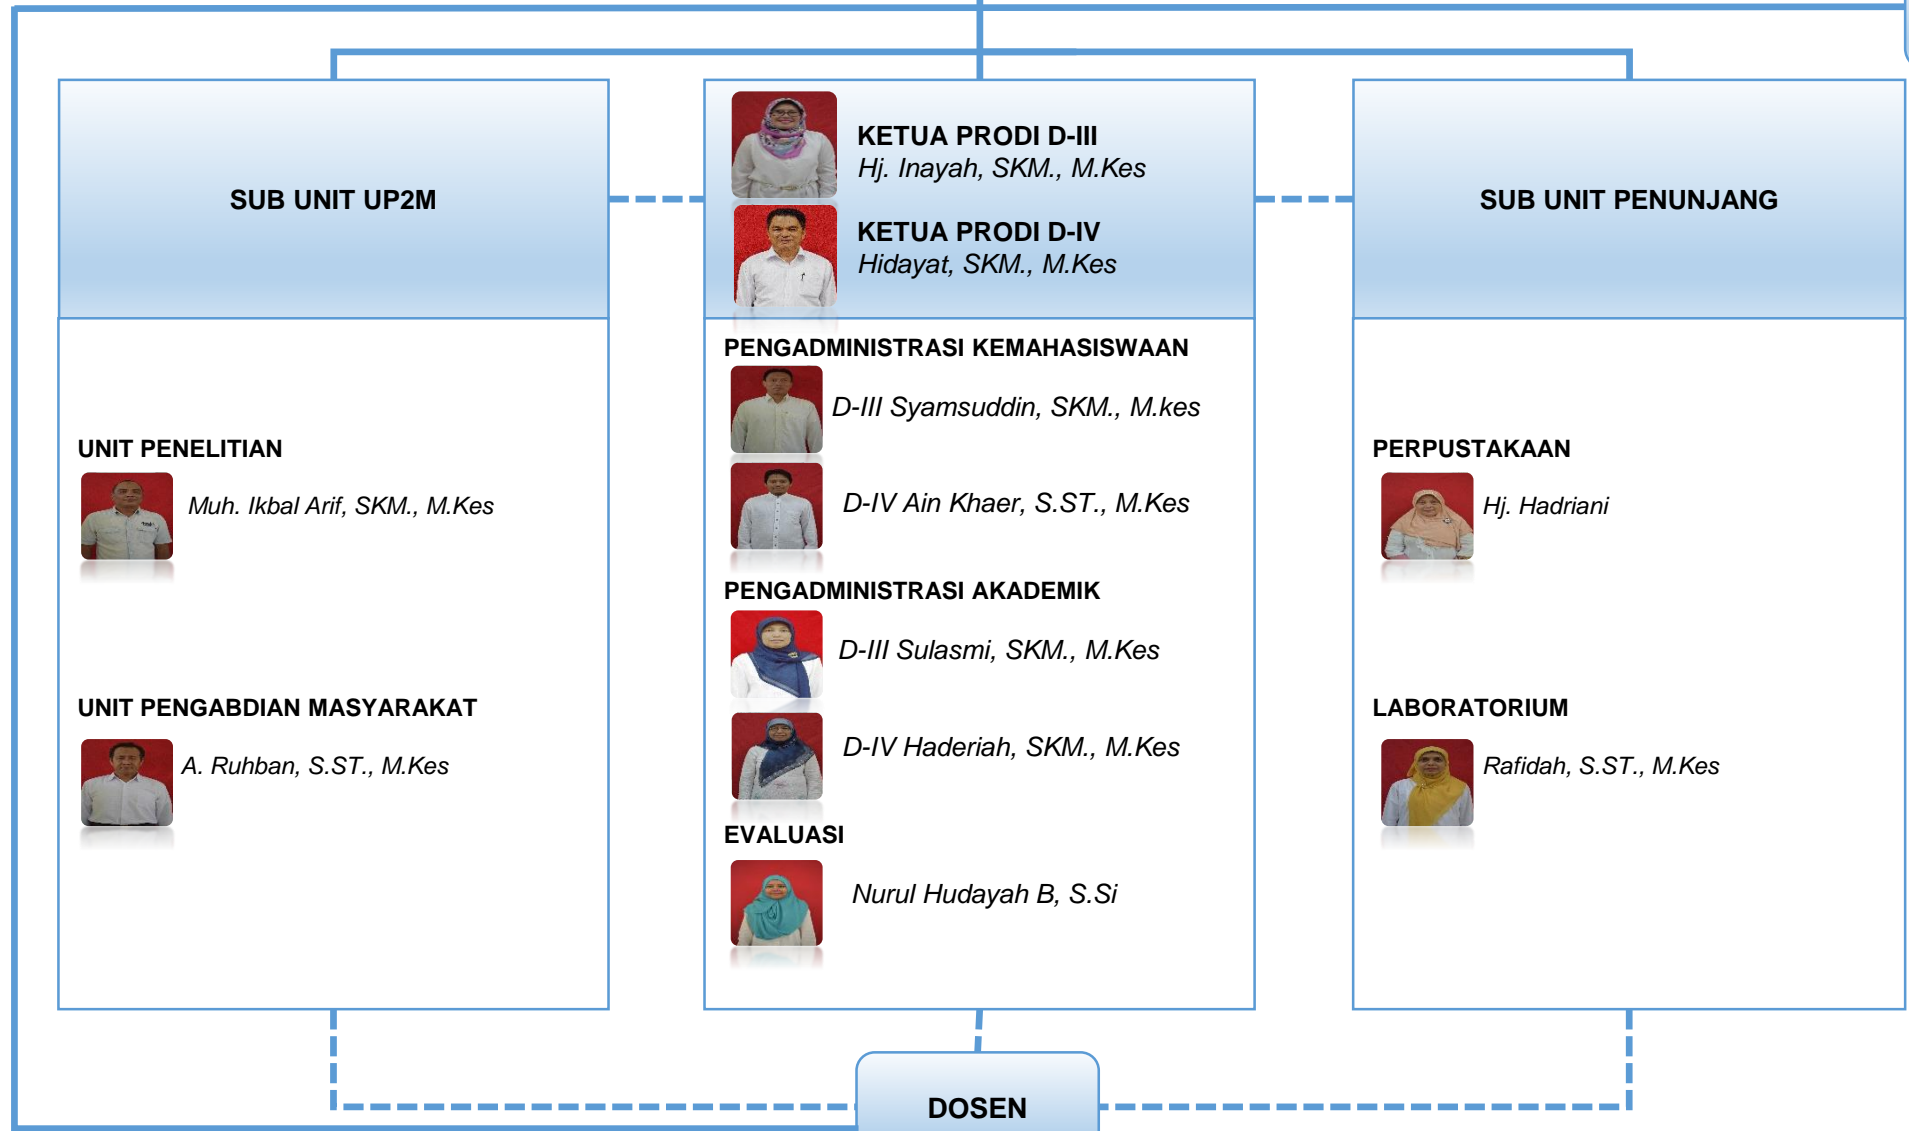 SUB UNIT UP2M
UNIT PENELITIAN
Muh. Ikbal Arif, SKM., M.Kes
UNIT PENGABDIAN MASYARAKAT
A. Ruhban, S.ST., M.Kes
KETUA PRODI D-III
Hj. Inayah, SKM., M.Kes
KETUA PRODI D-IV
Hidayat, SKM., M.Kes
PENGADMINISTRASI KEMAHASISWAAN
D-III Syamsuddin, SKM., M.kes
D-IV Ain Khaer, S.ST., M.Kes
PENGADMINISTRASI AKADEMIK
D-III Sulasmi, SKM., M.Kes
D-IV Haderiah, SKM., M.Kes
EVALUASI
Nurul Hudayah B, S.Si
SUB UNIT PENUNJANG
PERPUSTAKAAN
Hj. Hadriani
LABORATORIUM
Rafidah, S.ST., M.Kes
DOSEN